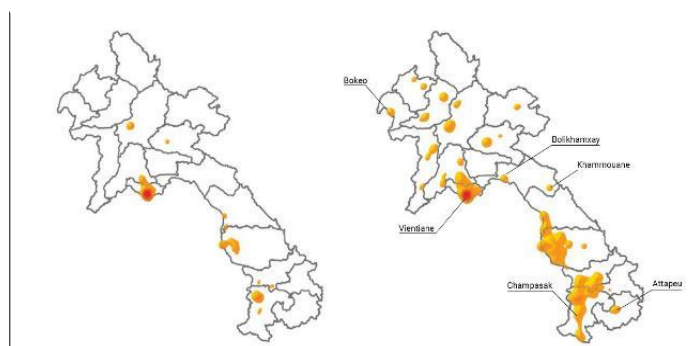 Bokeo
Bolikhamxay
Khammouane
Vientiane
Champasak
Attapeu